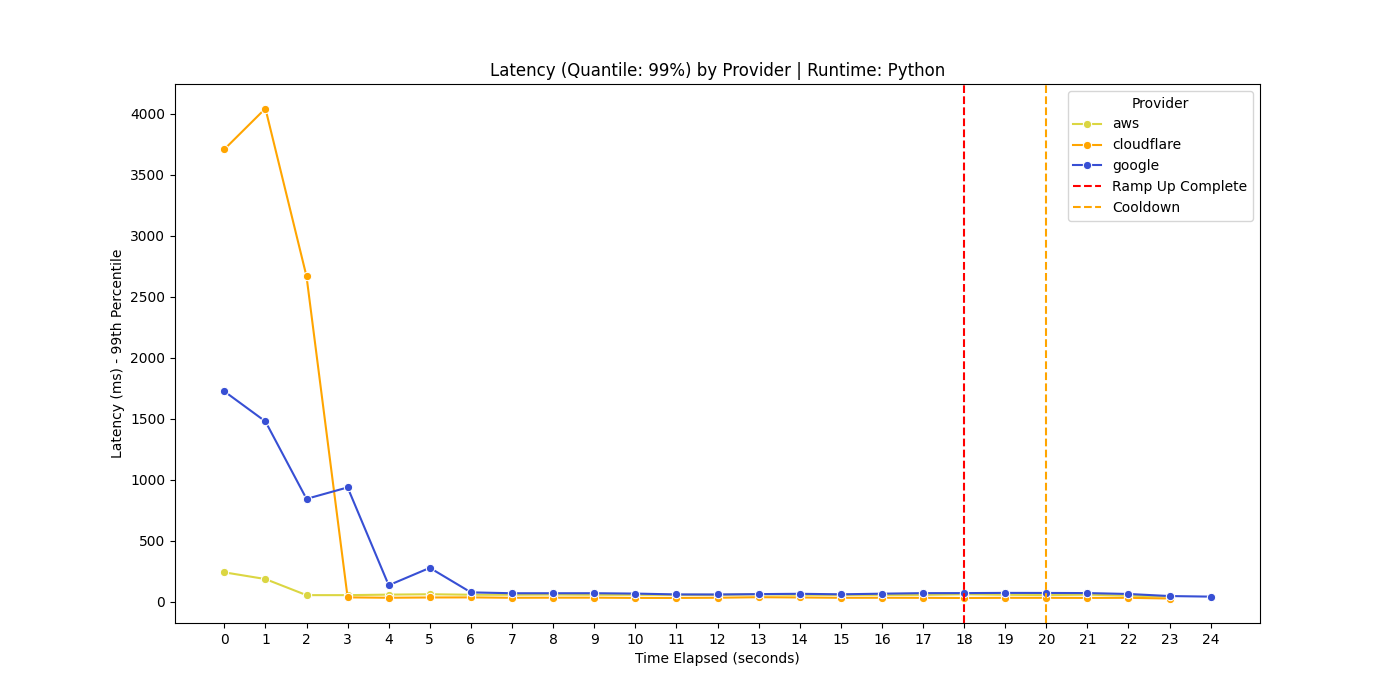 Latency (Quantile: 99%) by Provider | Runtime: Python
Latency (ms) - 99th Percentile
4000
3500
3000
2500
2000
1500
1000
500
0
Provider
aws
cloudflare
google
Ramp Up Complete
Cooldown
0 1 2 3 4 5 6 7 8 9 10 11 12 13 14 15 16 17 18 19 20 21 22 23 24
Time Elapsed (seconds)